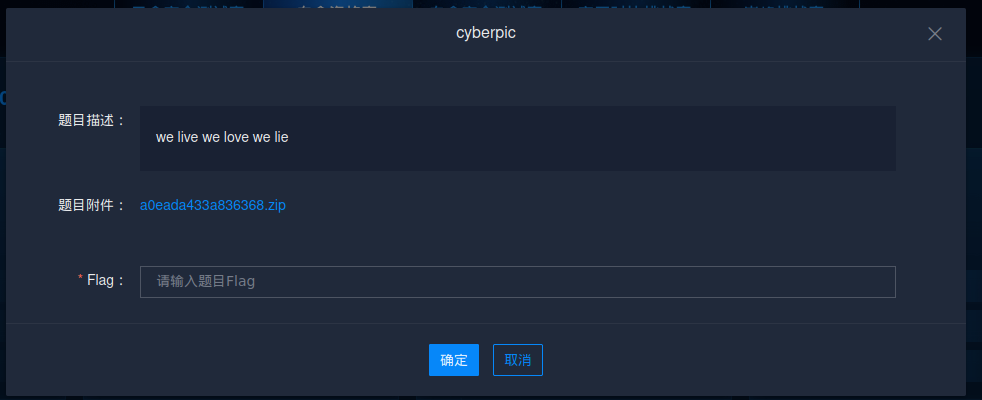 cyberpic
题目描述：
we live we love we lie
题目附件：
a0eada433a836368.zip
* Flag：
请输入题目Flag
确定
取消